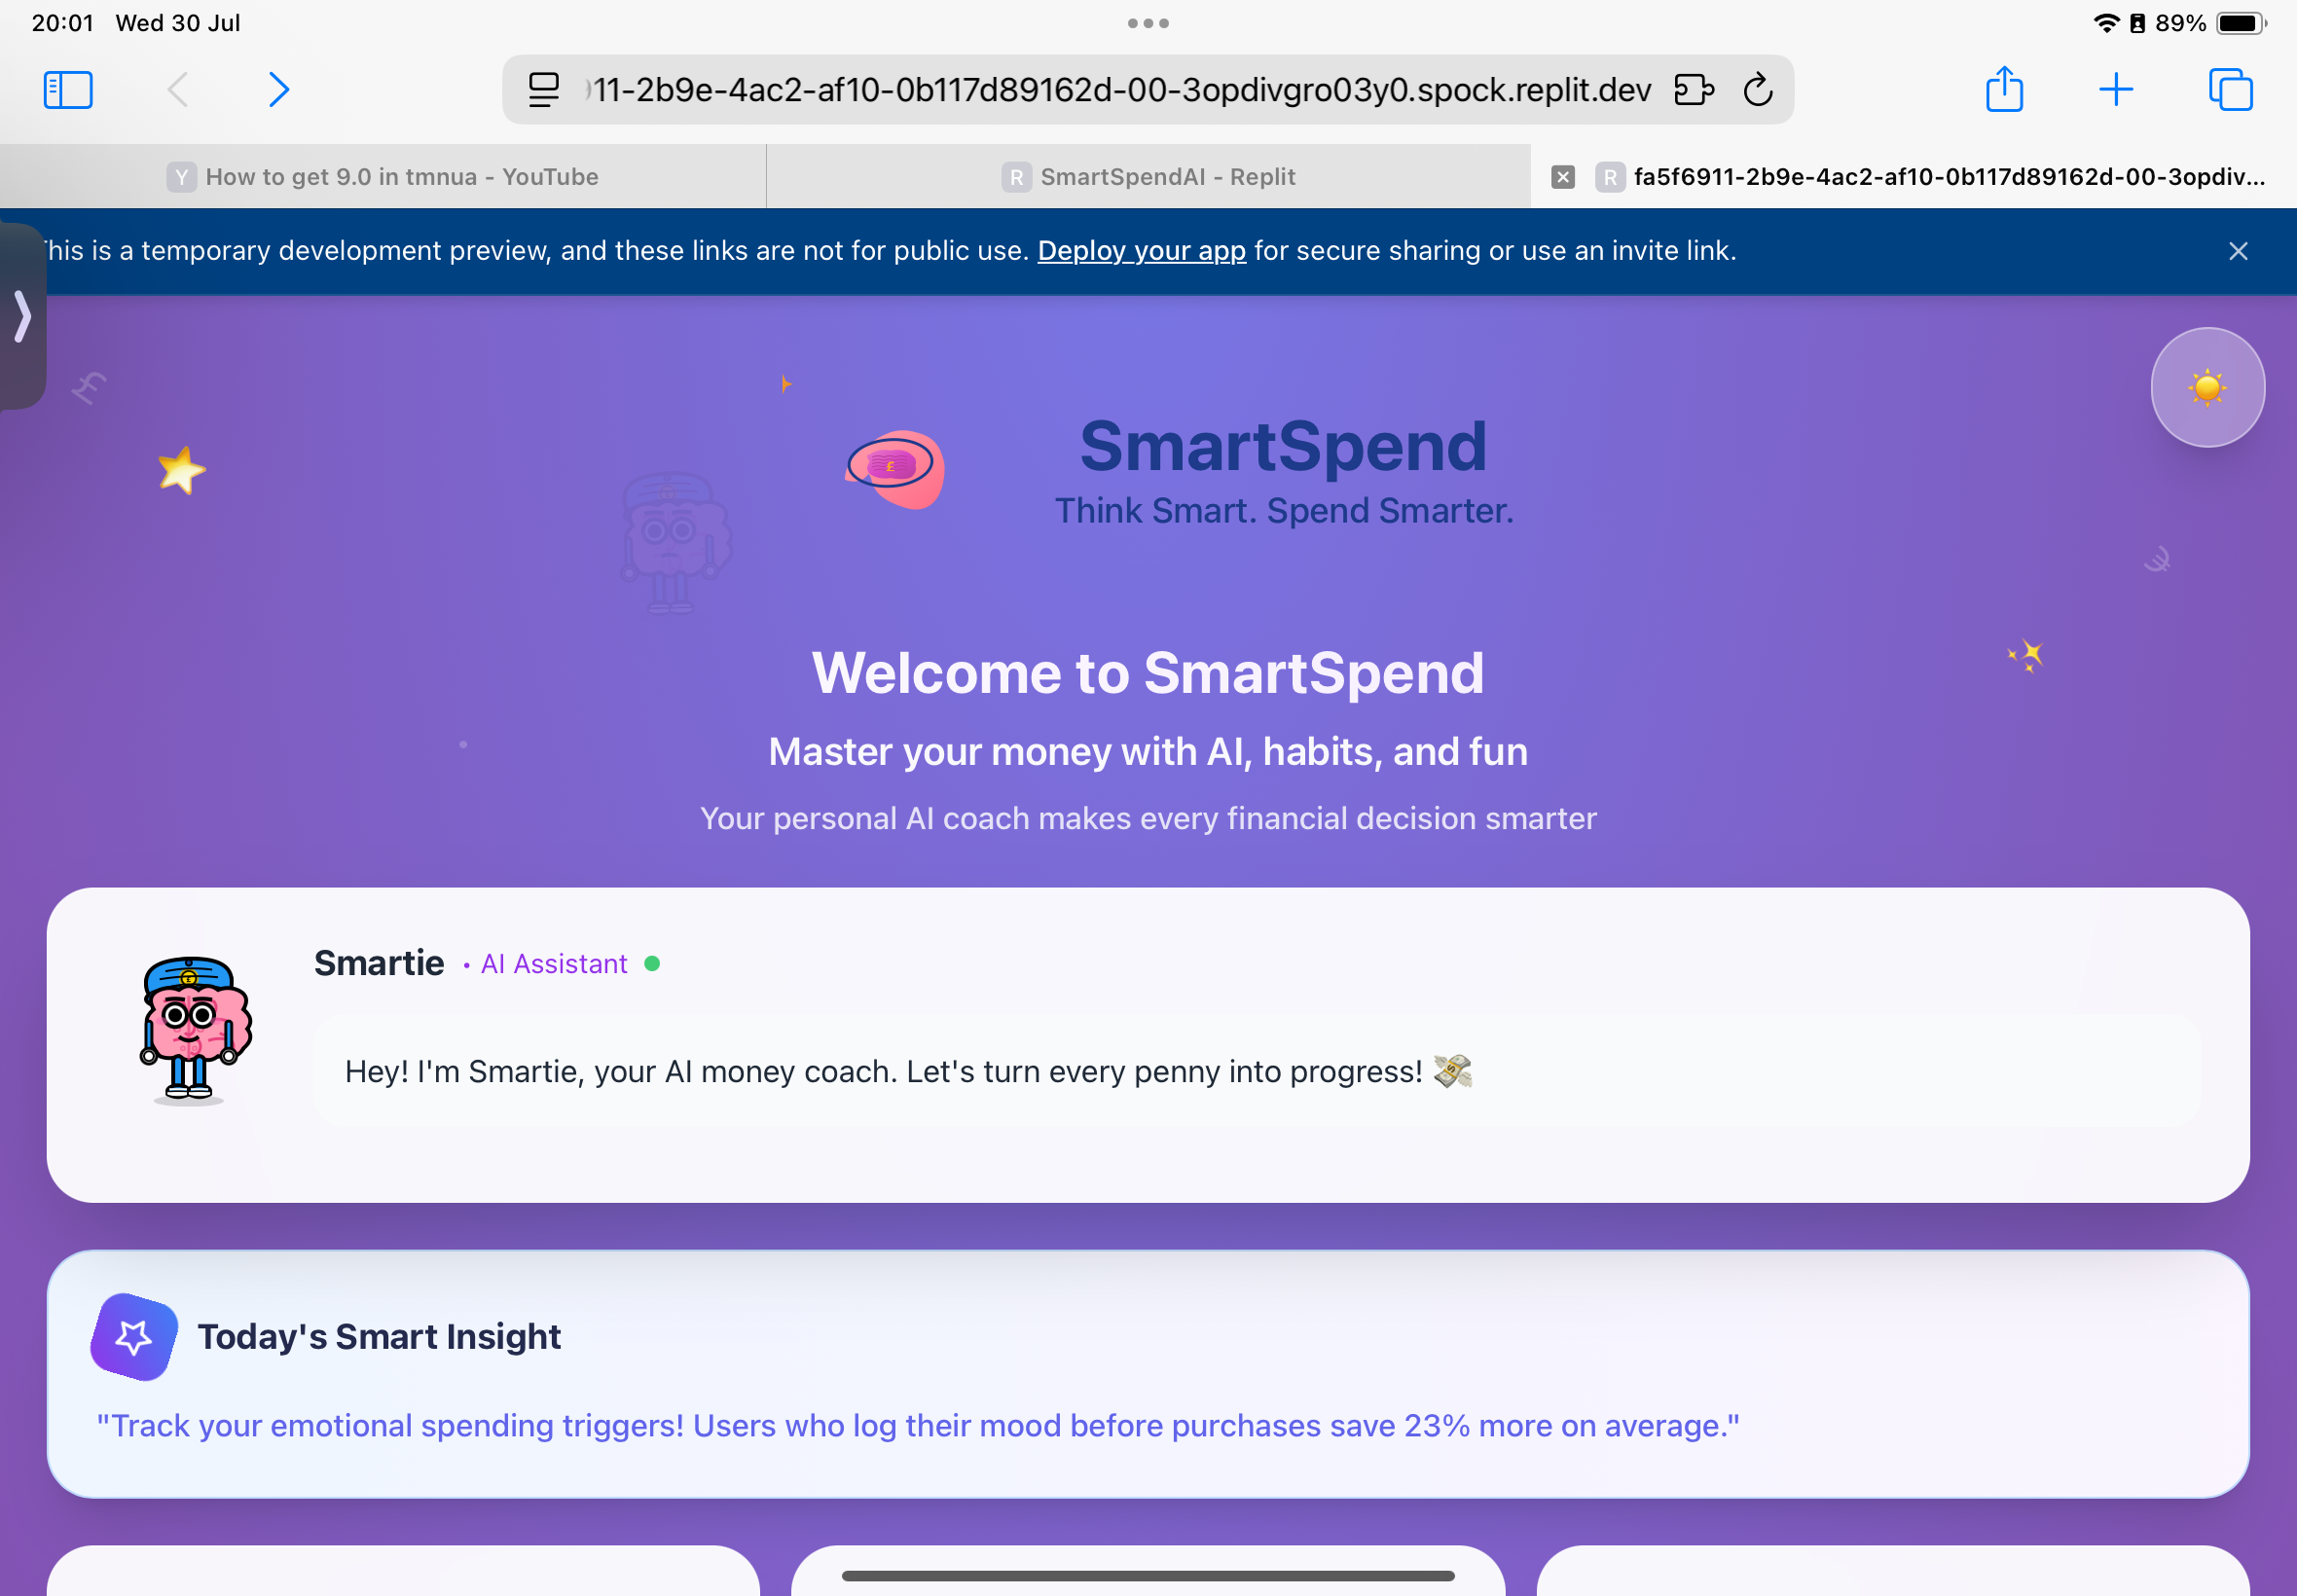 20:01 Wed 30 Jul
89%
11-2b9e-4ac2-af10-0b117d89162d-00-3opdivgro03y0.spock.replit.dev
Y How to get 9.0 in tmnua - YouTube
R SmartSpendAI - Replit
R fa5f6911-2b9e-4ac2-af10-0b117d89162d-00-3opdiv...
his is a temporary development preview, and these links are not for public use. Deploy your app for secure sharing or use an invite link.
£
£
SmartSpend
Think Smart. Spend Smarter.
Welcome to SmartSpend
Master your money with AI, habits, and fun
Your personal AI coach makes every financial decision smarter
Smartie • AI Assistant
£
Hey! I'm Smartie, your AI money coach. Let's turn every penny into progress! 💸
Today's Smart Insight
"Track your emotional spending triggers! Users who log their mood before purchases save 23% more on average."